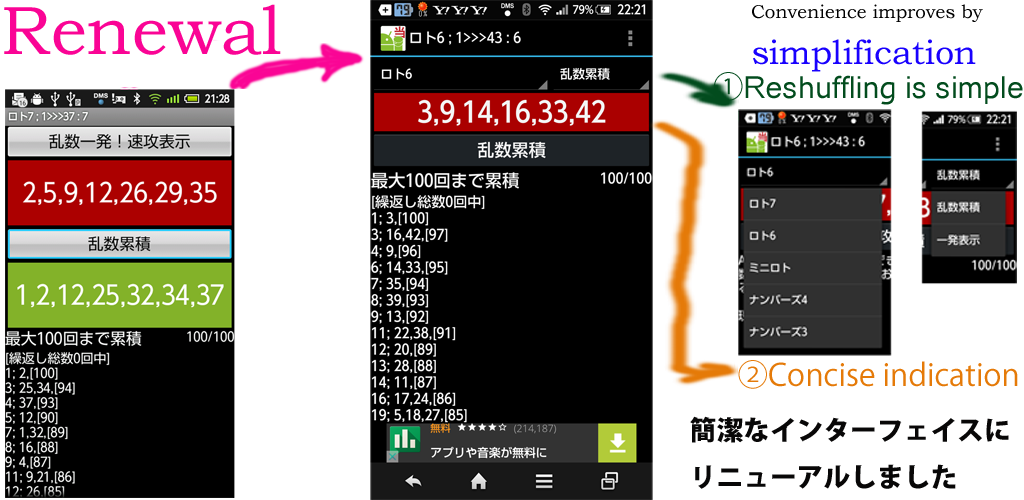 Renewal
21:28
ロト7 ; 1>>>37 : 7
乱数一発！速攻表示
2,5,9,12,26,29,35
乱数累積
1,2,12,25,32,34,37
最大100回まで累積 100/100
[繰返し総数0回中]
1; 2,[100]
3; 25,34,[94]
4; 37,[93]
5; 12,[90]
7; 1,32,[89]
8; 16,[88]
9; 4,[87]
11; 9,21,[86]
12; 26,[85]
79% 22:21
ロト6 ; 1>>>43 : 6
ロト6 乱数累積
3,9,14,16,33,42
乱数累積
最大100回まで累積 100/100
[繰返し総数0回中]
1; 3,[100]
3; 16,42,[97]
4; 9,[96]
6; 14,33,[95]
7; 35,[94]
8; 39,[93]
9; 13,[92]
11; 22,38,[91]
12; 20,[89]
13; 28,[88]
14; 11,[87]
16; 17,24,[86]
19; 5,18,27,[85]
無料 (214,187)
アプリや音楽が無料に
Convenience improves by
simplification
①Reshuffling is simple
ロト6 ; 1>>>43 : 6
ロト6
ロト7
ロト6
ミニロト
ナンバーズ4
ナンバーズ3
79% 22:21
乱数累積
乱数累積
一発表示
100/100
②Concise indication
簡潔なインターフェイスに
リニューアルしました